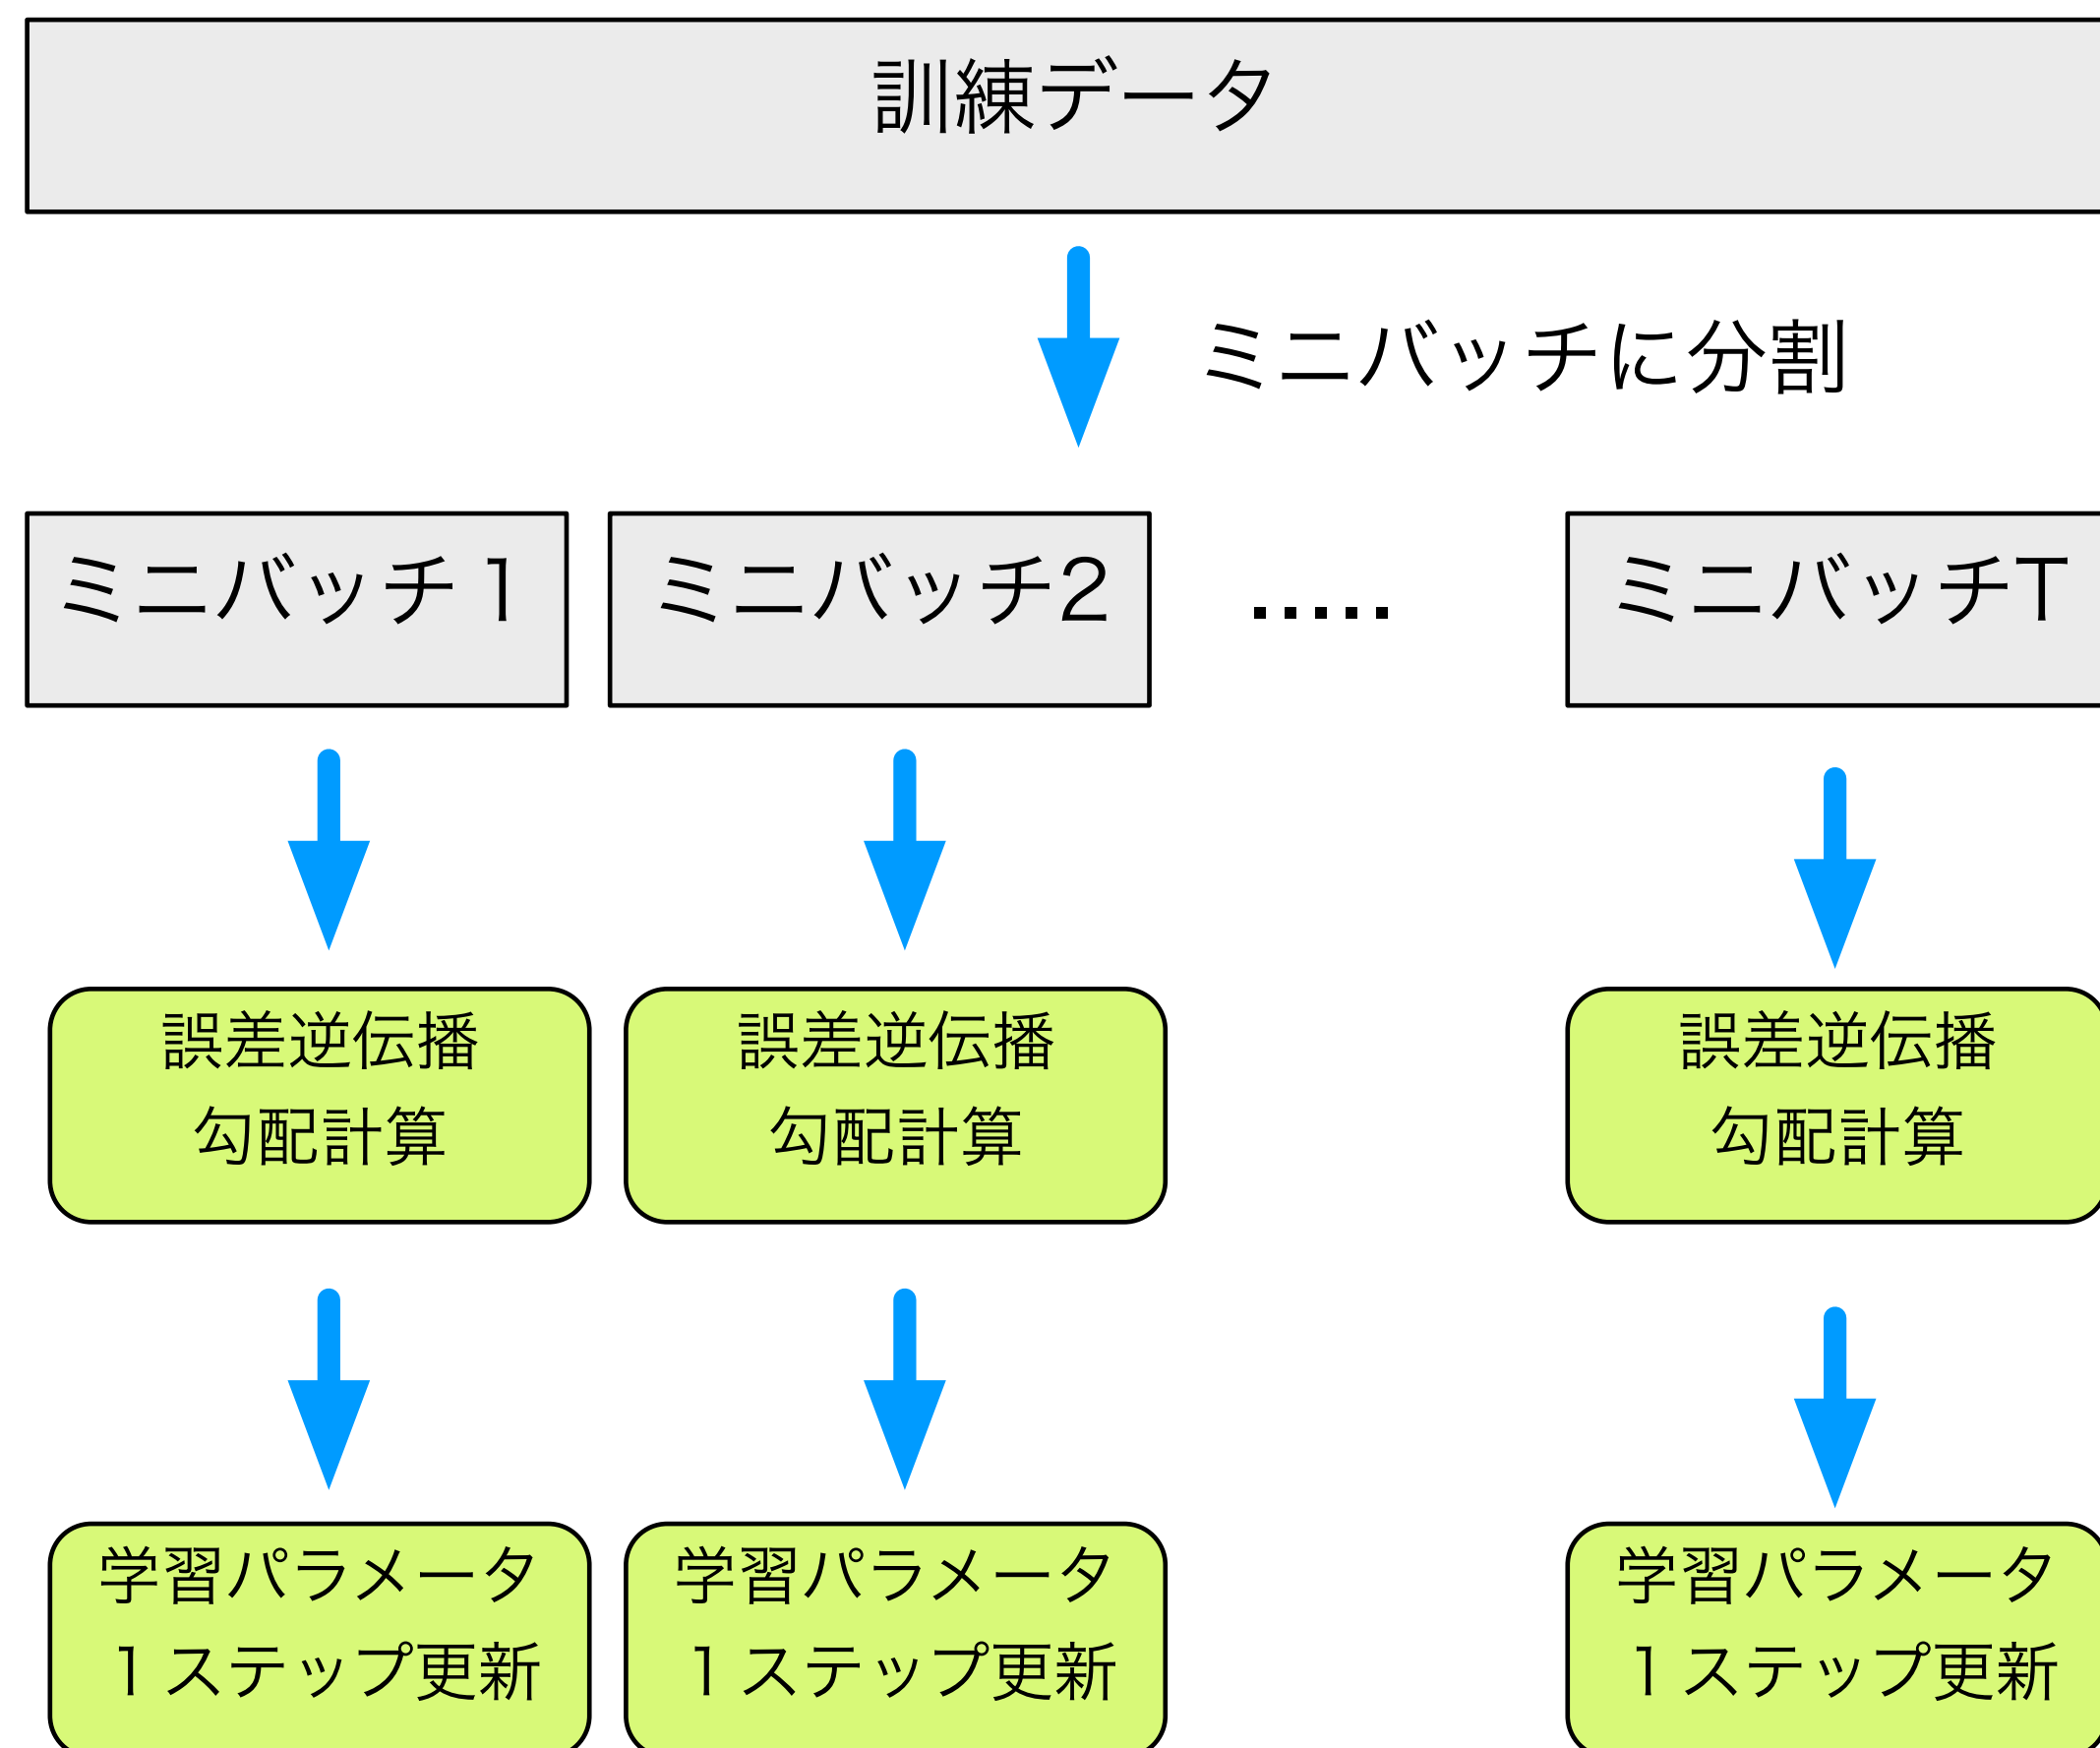 訓練データ
ミニバッチに分割
ミニバッチ1
ミニバッチ2
……
ミニバッチT
誤差逆伝播
勾配計算
誤差逆伝播
勾配計算
誤差逆伝播
勾配計算
学習パラメータ
1ステップ更新
学習パラメータ
1ステップ更新
学習パラメータ
1ステップ更新